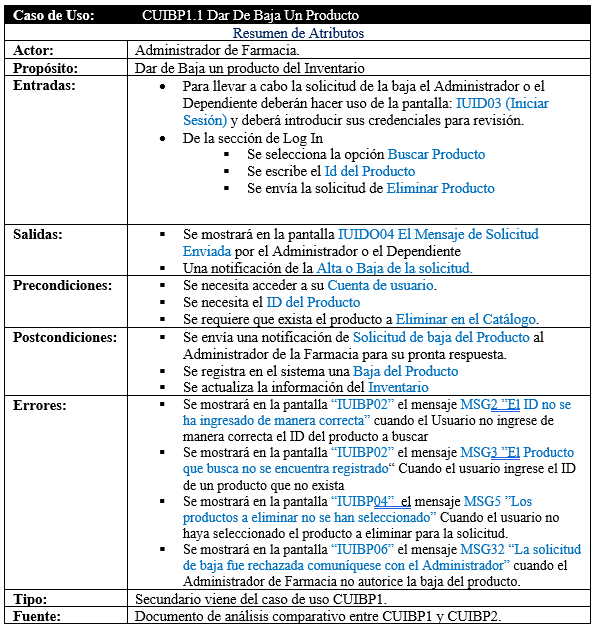 Caso de Uso: CUIBP1.1 Dar De Baja Un Producto
Resumen de Atributos
Actor: Administrador de Farmacia.
Propósito: Dar de Baja un producto del Inventario
Entradas: • Para llevar a cabo la solicitud de la baja el Administrador o el
Dependiente deberán hacer uso de la pantalla: IUID03 (Iniciar
Sesión) y deberá introducir sus credenciales para revisión.
• De la sección de Log In
▪ Se selecciona la opción Buscar Producto
▪ Se escribe el Id del Producto
▪ Se envía la solicitud de Eliminar Producto
Salidas: ▪ Se mostrará en la pantalla IUIDO04 El Mensaje de Solicitud
Enviada por el Administrador o el Dependiente
▪ Una notificación de la Alta o Baja de la solicitud.
Precondiciones: ▪ Se necesita acceder a su Cuenta de usuario.
▪ Se necesita el ID del Producto
▪ Se requiere que exista el producto a Eliminar en el Catálogo.
Postcondiciones: ▪ Se envía una notificación de Solicitud de baja del Producto al
Administrador de la Farmacia para su pronta respuesta.
▪ Se registra en el sistema una Baja del Producto
▪ Se actualiza la información del Inventario
Errores: ▪ Se mostrará en la pantalla “IUIBP02” el mensaje MSG2 ”El ID no se
ha ingresado de manera correcta” cuando el Usuario no ingrese de
manera correcta el ID del producto a buscar
▪ Se mostrará en la pantalla “IUIBP02” el mensaje MSG3 ”El Producto
que busca no se encuentra registrado“ Cuando el usuario ingrese el ID
de un producto que no exista
▪ Se mostrará en la pantalla “IUIBP04” el mensaje MSG5 ”Los
productos a eliminar no se han seleccionado” Cuando el usuario no
haya seleccionado el producto a eliminar para la solicitud.
▪ Se mostrará en la pantalla “IUIBP06” el mensaje MSG32 “La solicitud
de baja fue rechazada comuníquese con el Administrador” cuando el
Administrador de Farmacia no autorice la baja del producto.
Tipo: Secundario viene del caso de uso CUIBP1.
Fuente: Documento de análisis comparativo entre CUIBP1 y CUIBP2.